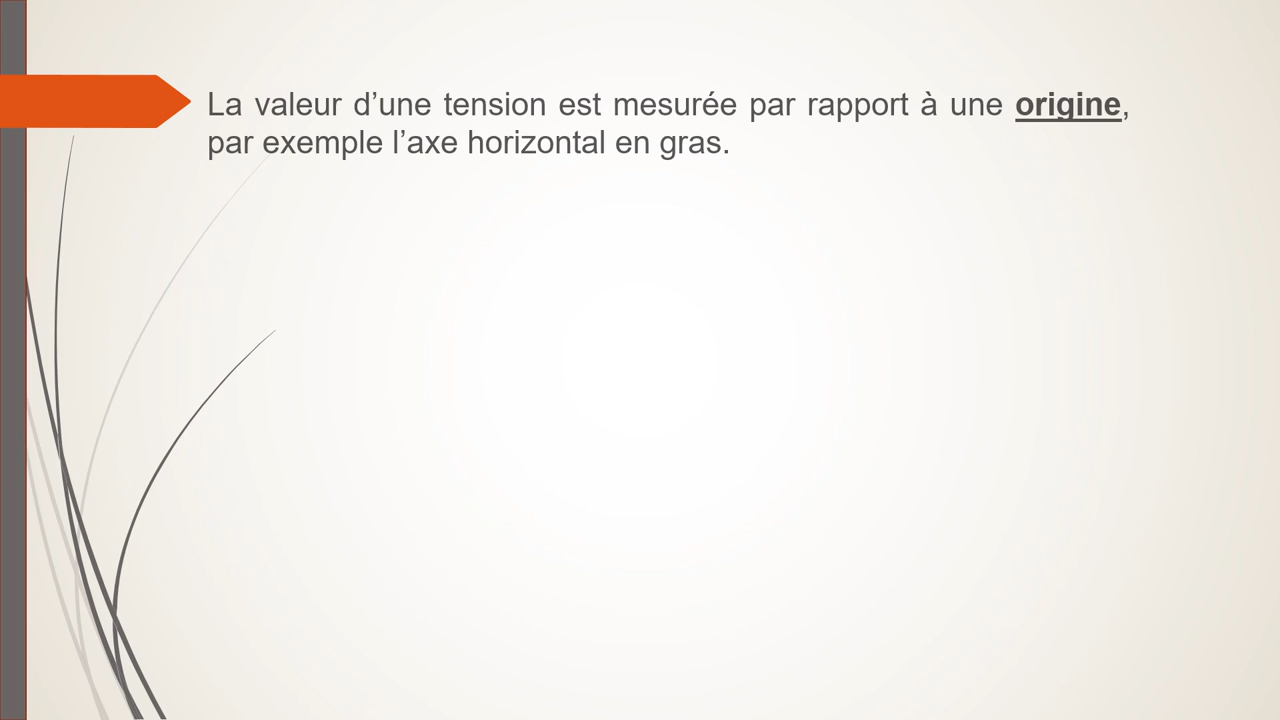 La valeur d’une tension est mesurée par rapport à une origine,
par exemple l’axe horizontal en gras.